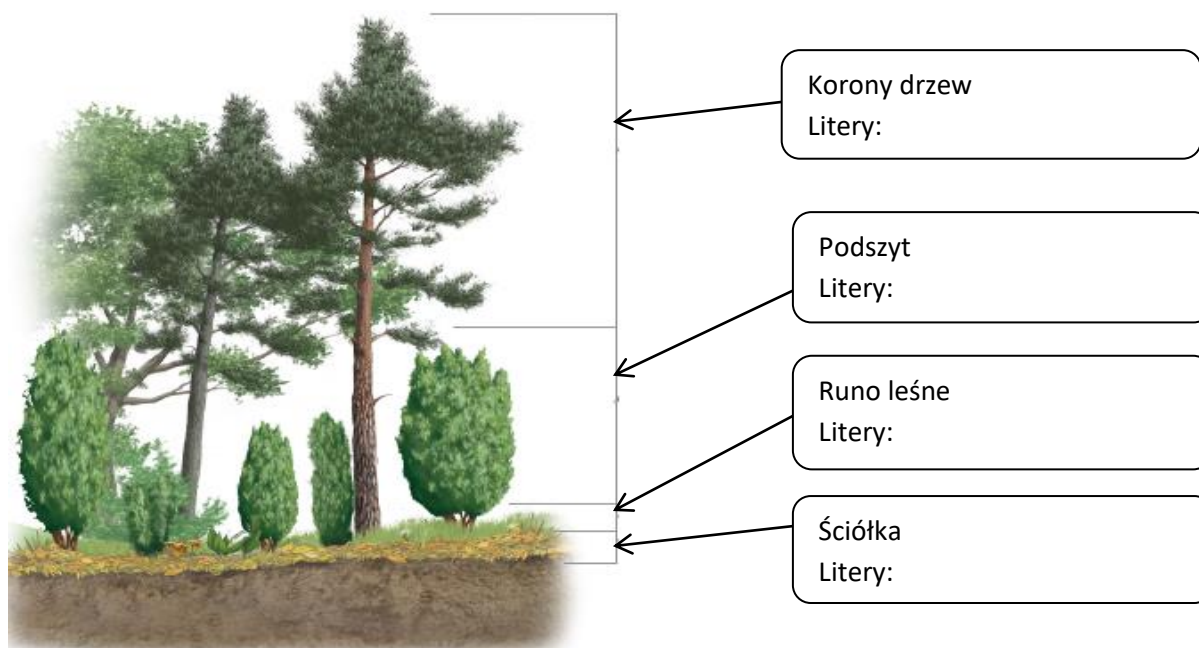 Korony drzew
Litery:
Podszyt
Litery:
Runo leśne
Litery:
Ściółka
Litery: